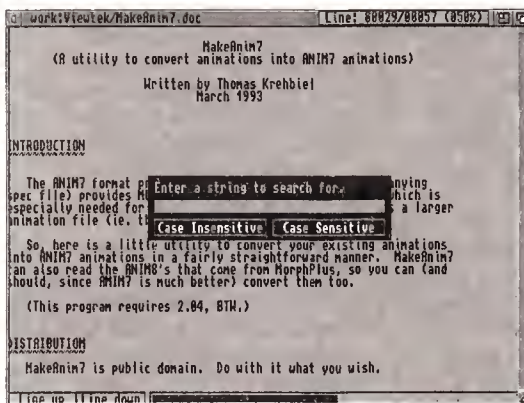 work:Viewtek/MakeAnim7.doc
Line: 00029/00057 (050%)
MakeAnim7
(A utility to convert animations into ANIM7 animations)
Written by Thomas Krehbiel
March 1993
INTRODUCTION
The ANIM7 format p
nying
spec file) provides M
which is
especially needed for
s a larger
animation file (ie. t
Enter a string to search for…
Case Insensitive
Case Sensitive
So, here is a little utility to convert your existing animations
into ANIM7 animations in a fairly straightforward manner. MakeAnim7
can also read the ANIM8's that come from MorphPlus, so you can (and
should, since ANIM7 is much better) convert them too.
(This program requires 2.04, BTW.)
DISTRIBUTION
MakeAnim7 is public domain. Do with it what you wish.
Line up
Line down